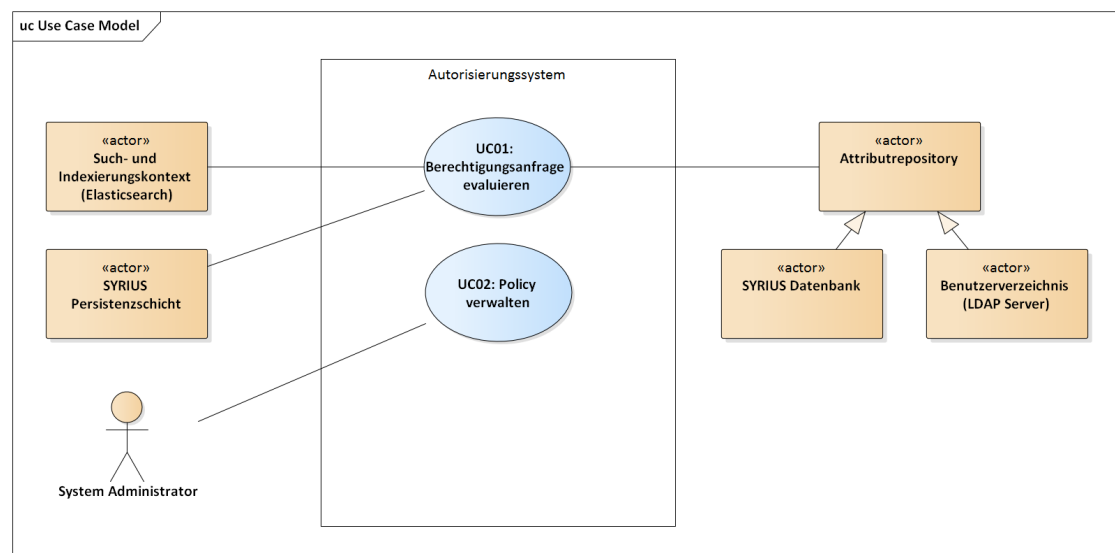 uc Use Case Model
Autorisierungssystem
«actor»
Such- und
Indexierungskontext
(Elasticsearch)
UC01:
Berechtigungsanfrage
evaluieren
«actor»
Attributrepository
«actor»
SYRIUS
Persistenzschicht
UC02: Policy
verwalten
«actor»
SYRIUS Datenbank
«actor»
Benutzerverzeichnis
(LDAP Server)
System Administrator